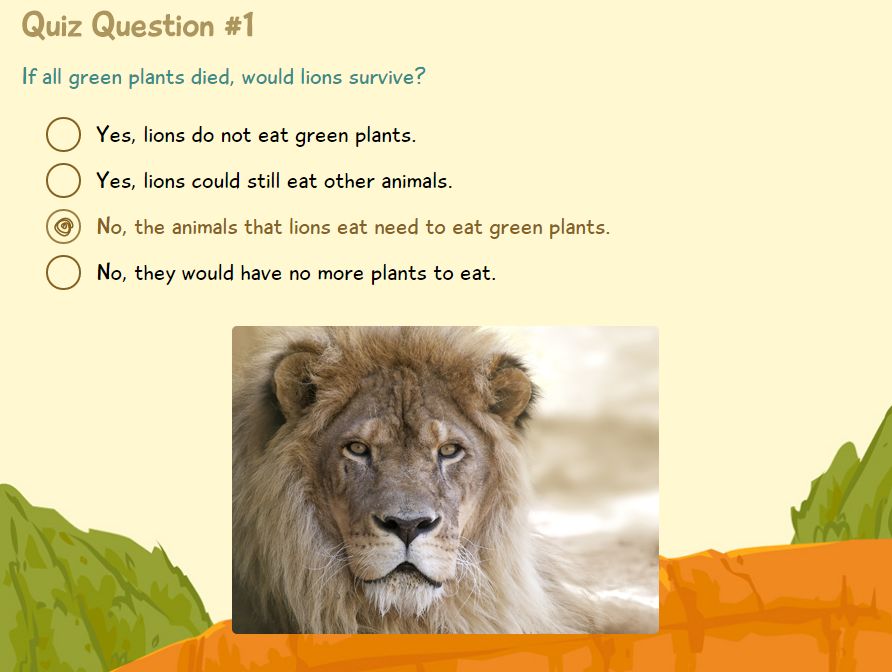 Quiz Question #1
If all green plants died, would lions survive?
Yes, lions do not eat green plants.
Yes, lions could still eat other animals.
No, the animals that lions eat need to eat green plants.
No, they would have no more plants to eat.